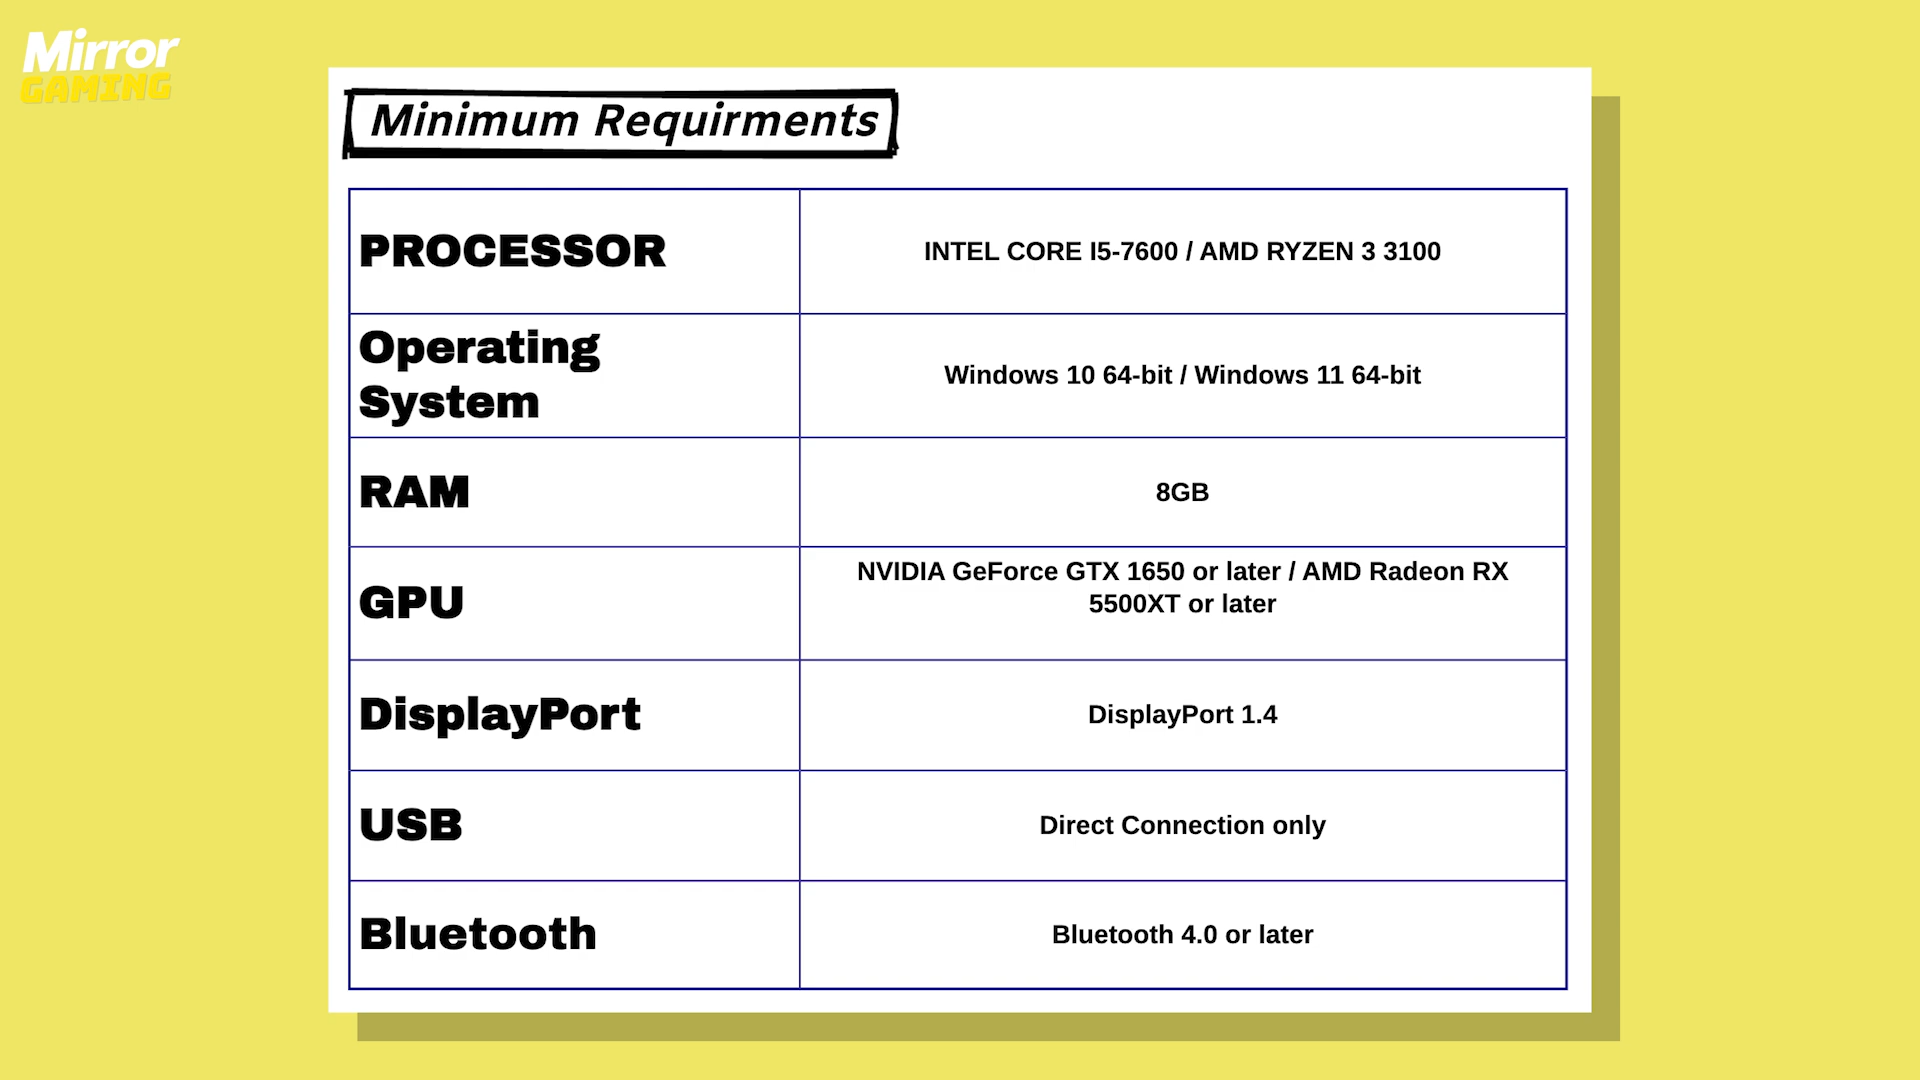 Mirror
GAMING
Minimum Requirments
PROCESSOR
INTEL CORE I5-7600 / AMD RYZEN 3 3100
Operating
System
Windows 10 64-bit / Windows 11 64-bit
RAM
8GB
GPU
NVIDIA GeForce GTX 1650 or later / AMD Radeon RX
5500XT or later
DisplayPort
DisplayPort 1.4
USB
Direct Connection only
Bluetooth
Bluetooth 4.0 or later